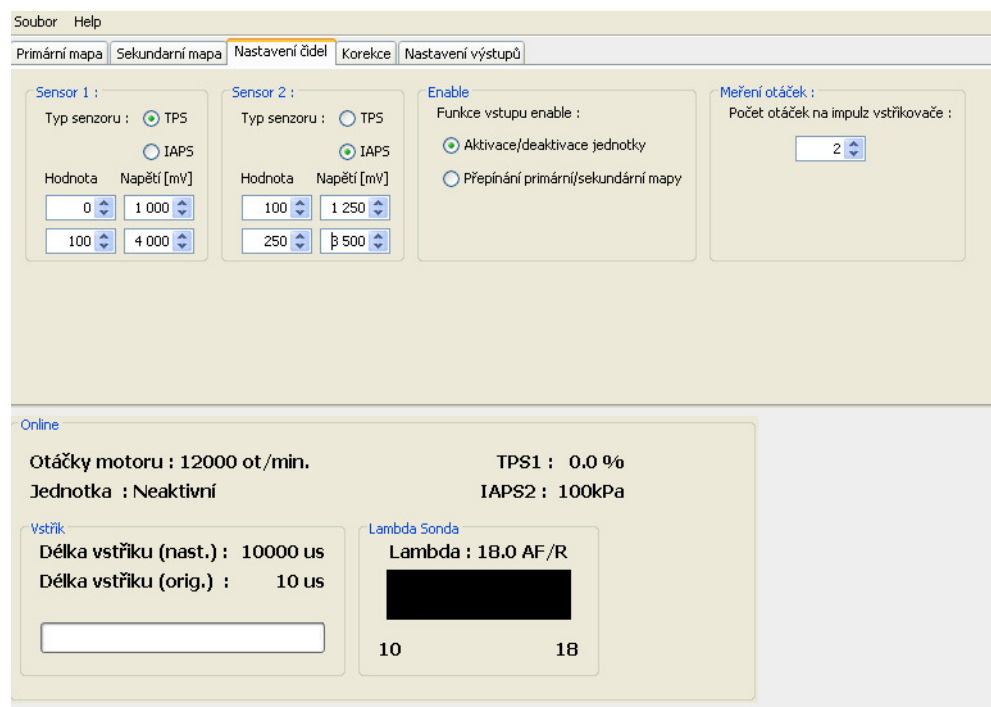 Soubor Help
Primární mapa Sekundarní mapa Nastavení čidel Korekce Nastavení výstupů
Sensor 1 :
Typ senzoru : TPS
IAPS
Hodnota Napětí [mV]
0 1 000
100 4 000
Sensor 2 :
Typ senzoru : TPS
IAPS
Hodnota Napětí [mV]
100 1 250
250 3 500
Enable
Funkce vstupu enable :
Aktivace/deaktivace jednotky
Přepínání primární/sekundární mapy
Meření otáček :
Počet otáček na impulz vstřikovače :
2
Online
Otáčky motoru : 12000 ot/min.
Jednotka : Neaktivní
TPS1 : 0.0 %
IAPS2 : 100kPa
Vstřik
Délka vstřiku (nast.) : 10000 us
Délka vstřiku (orig.) : 10 us
Lambda Sonda
Lambda : 18.0 AF/R
10 18